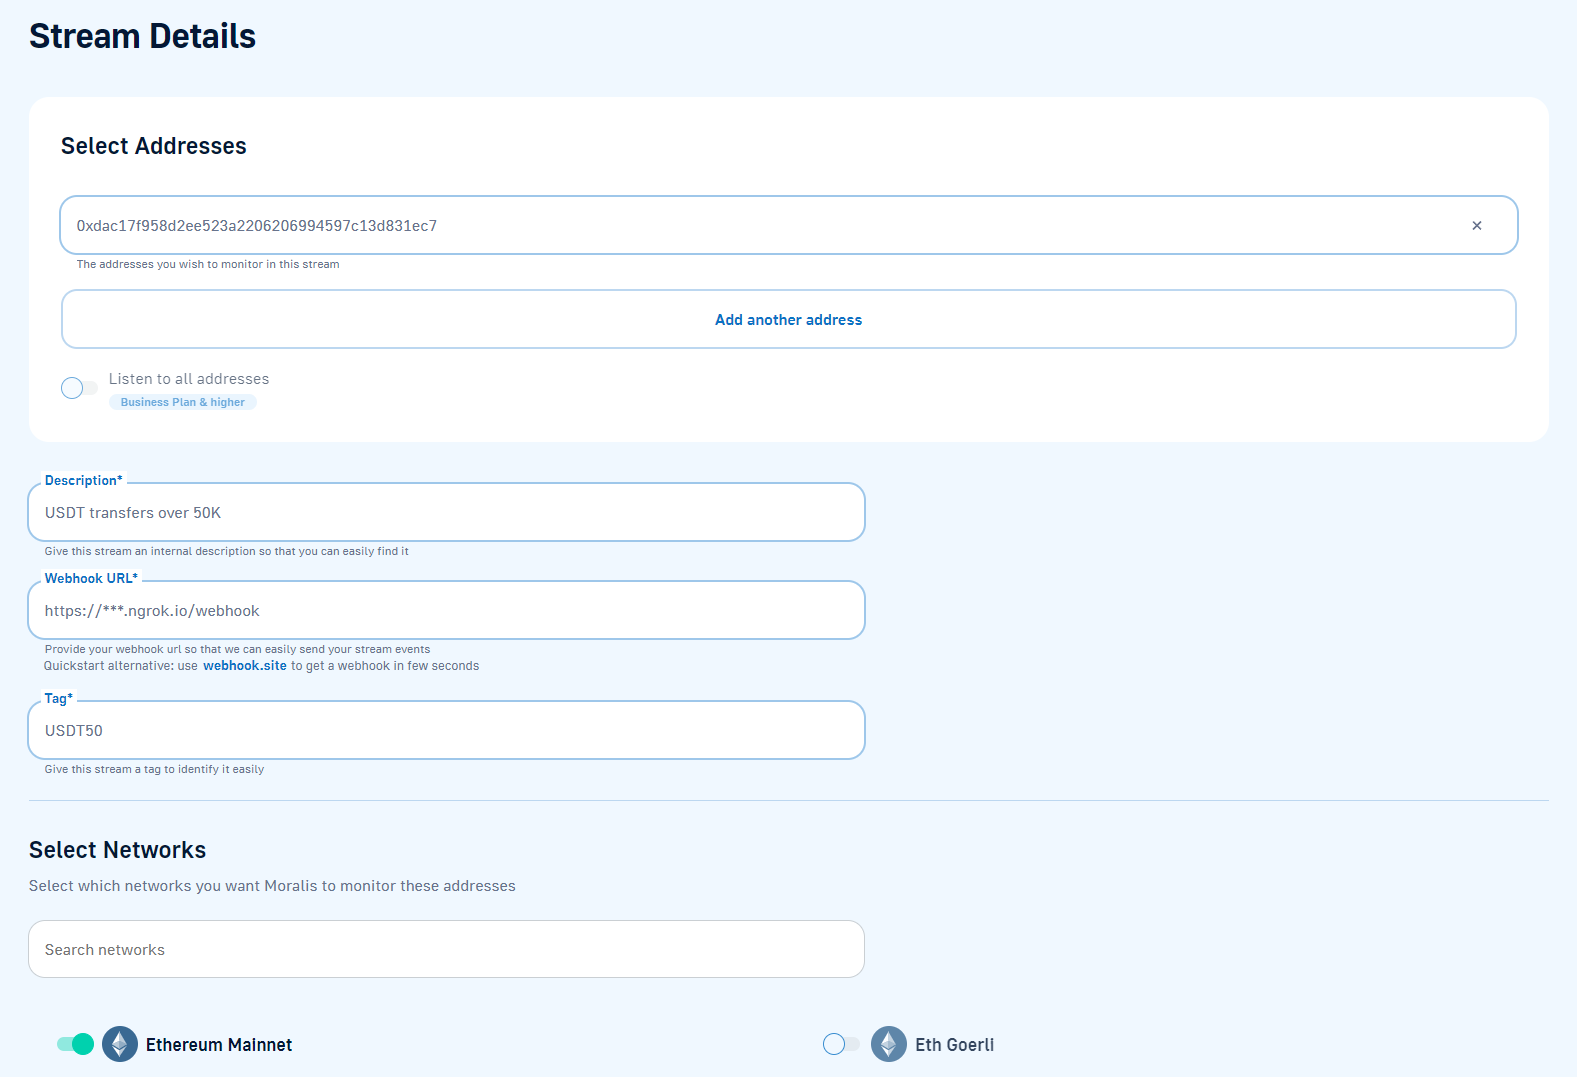 Stream Details
Select Addresses
0xdac17f958d2ee523a2206206994597c13d831ec7
The addresses you wish to monitor in this stream
Add another address
Listen to all addresses
Business Plan & higher
Description*
USDT transfers over 50K
Give this stream an internal description so that you can easily find it
Webhook URL*
https://***.ngrok.io/webhook
Provide your webhook url so that we can easily send your stream events
Quickstart alternative: use webhook.site to get a webhook in few seconds
Tag*
USDT50
Give this stream a tag to identify it easily
Select Networks
Select which networks you want Moralis to monitor these addresses
Search networks
Ethereum Mainnet
Eth Goerli